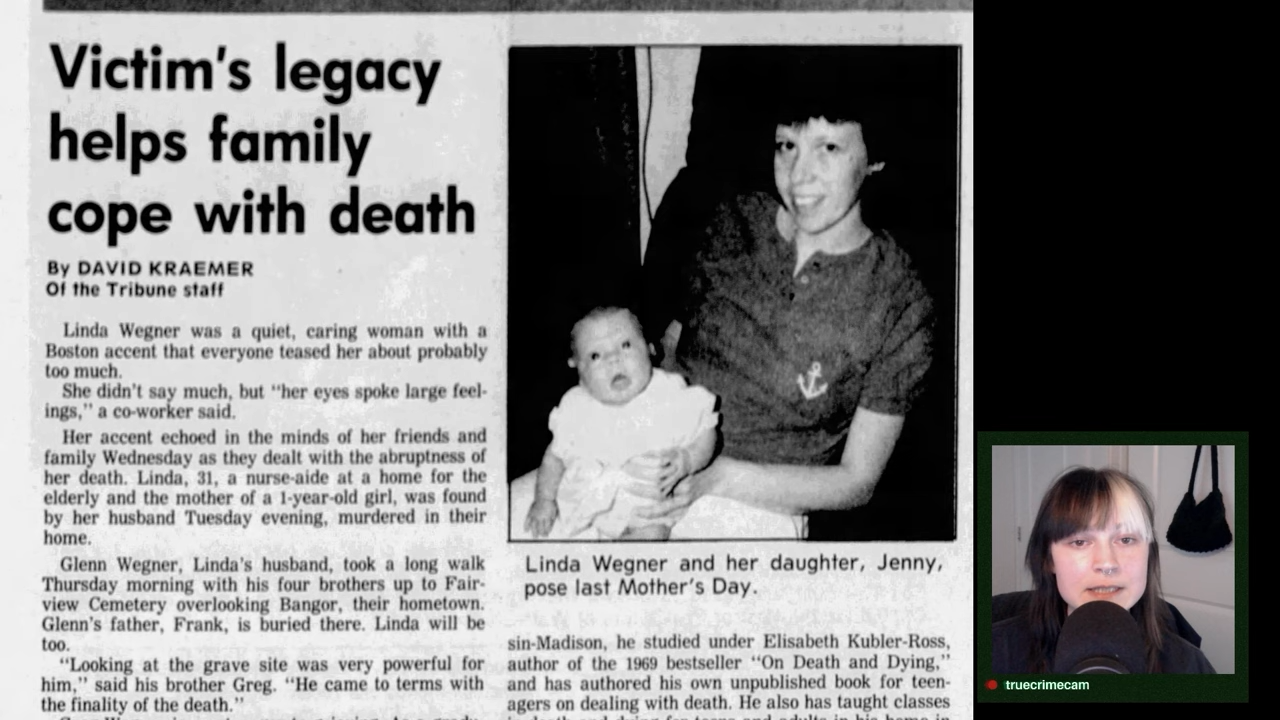 Victim's legacy
helps family
cope with death
By DAVID KRAEMER
Of the Tribune staff
Linda Wegner was a quiet, caring woman with a
Boston accent that everyone teased her about probably
too much.
She didn't say much, but "her eyes spoke large feel-
ings," a co-worker said.
Her accent echoed in the minds of her friends and
family Wednesday as they dealt with the abruptness of
her death. Linda, 31, a nurse-aide at a home for the
elderly and the mother of a 1-year-old girl, was found
by her husband Tuesday evening, murdered in their
home.
Glenn Wegner, Linda's husband, took a long walk
Thursday morning with his four brothers up to Fair-
view Cemetery overlooking Bangor, their hometown.
Glenn's father, Frank, is buried there. Linda will be
too.
"Looking at the grave site was very powerful for
him," said his brother Greg. "He came to terms with
the finality of the death."
Linda Wegner and her daughter, Jenny,
pose last Mother's Day.
sin-Madison, he studied under Elisabeth Kubler-Ross,
author of the 1969 bestseller "On Death and Dying,"
and has authored his own unpublished book for teen-
agers on dealing with death. He also has taught classes
truecrimecam